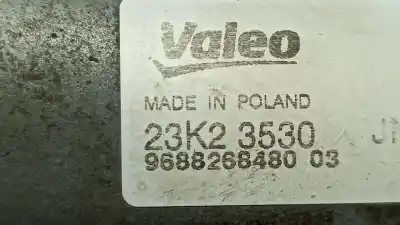 Valeo
MADE IN POLAND
23K2 3530
9688268480 03